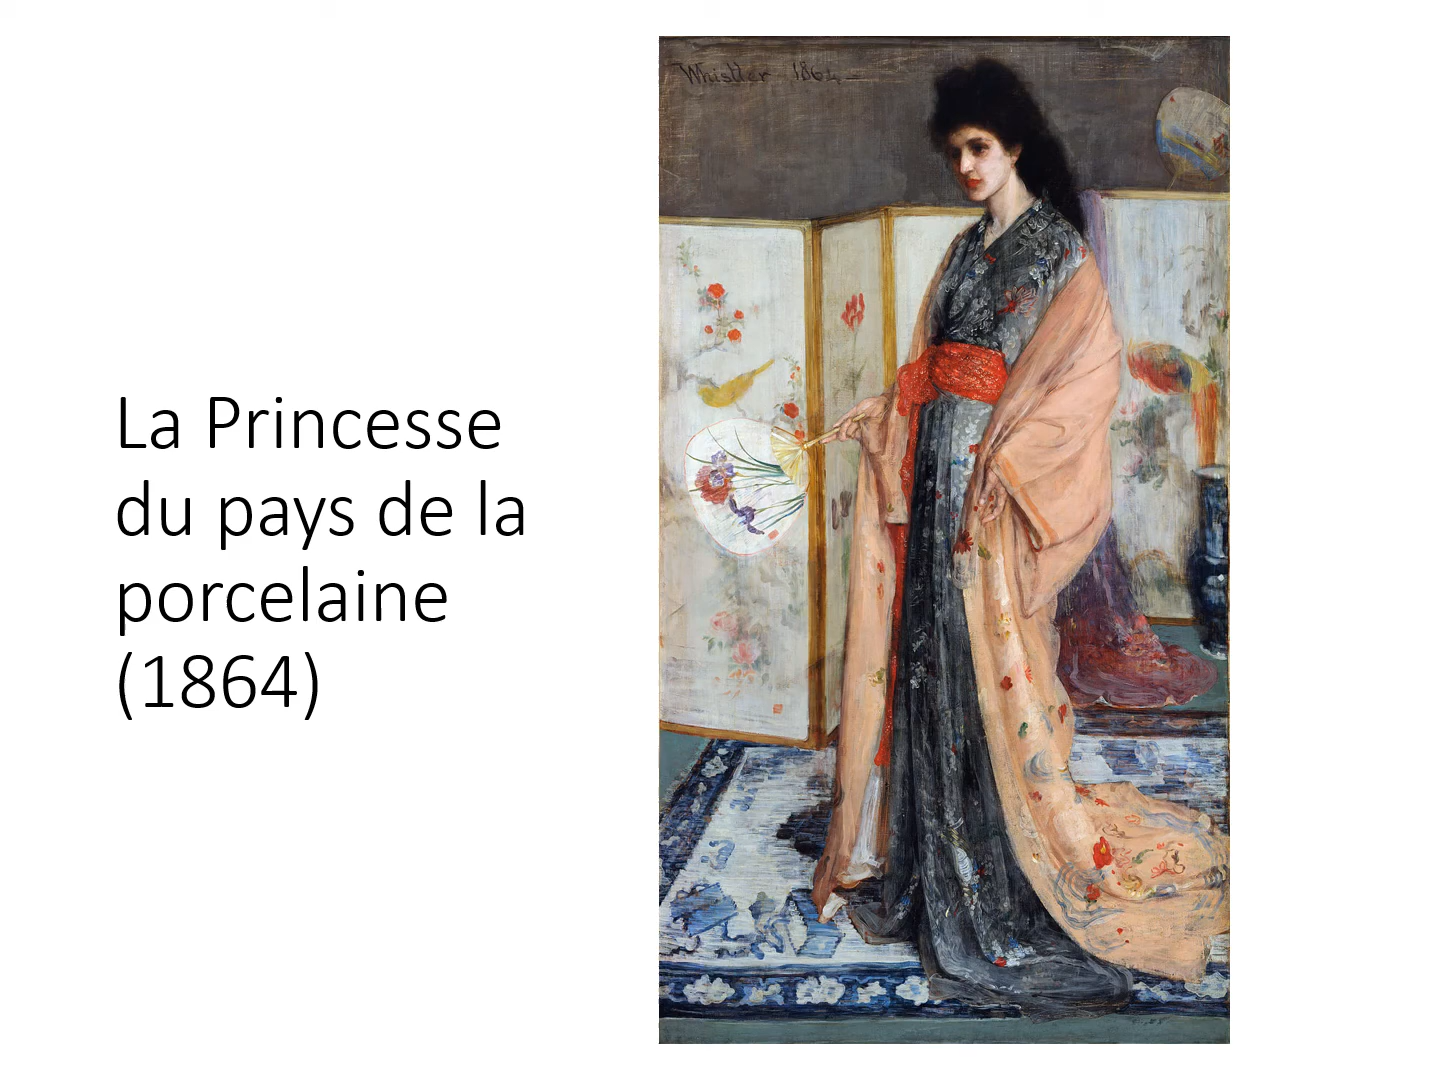 La Princesse
du pays de la
porcelaine
(1864)
Whistler 1864